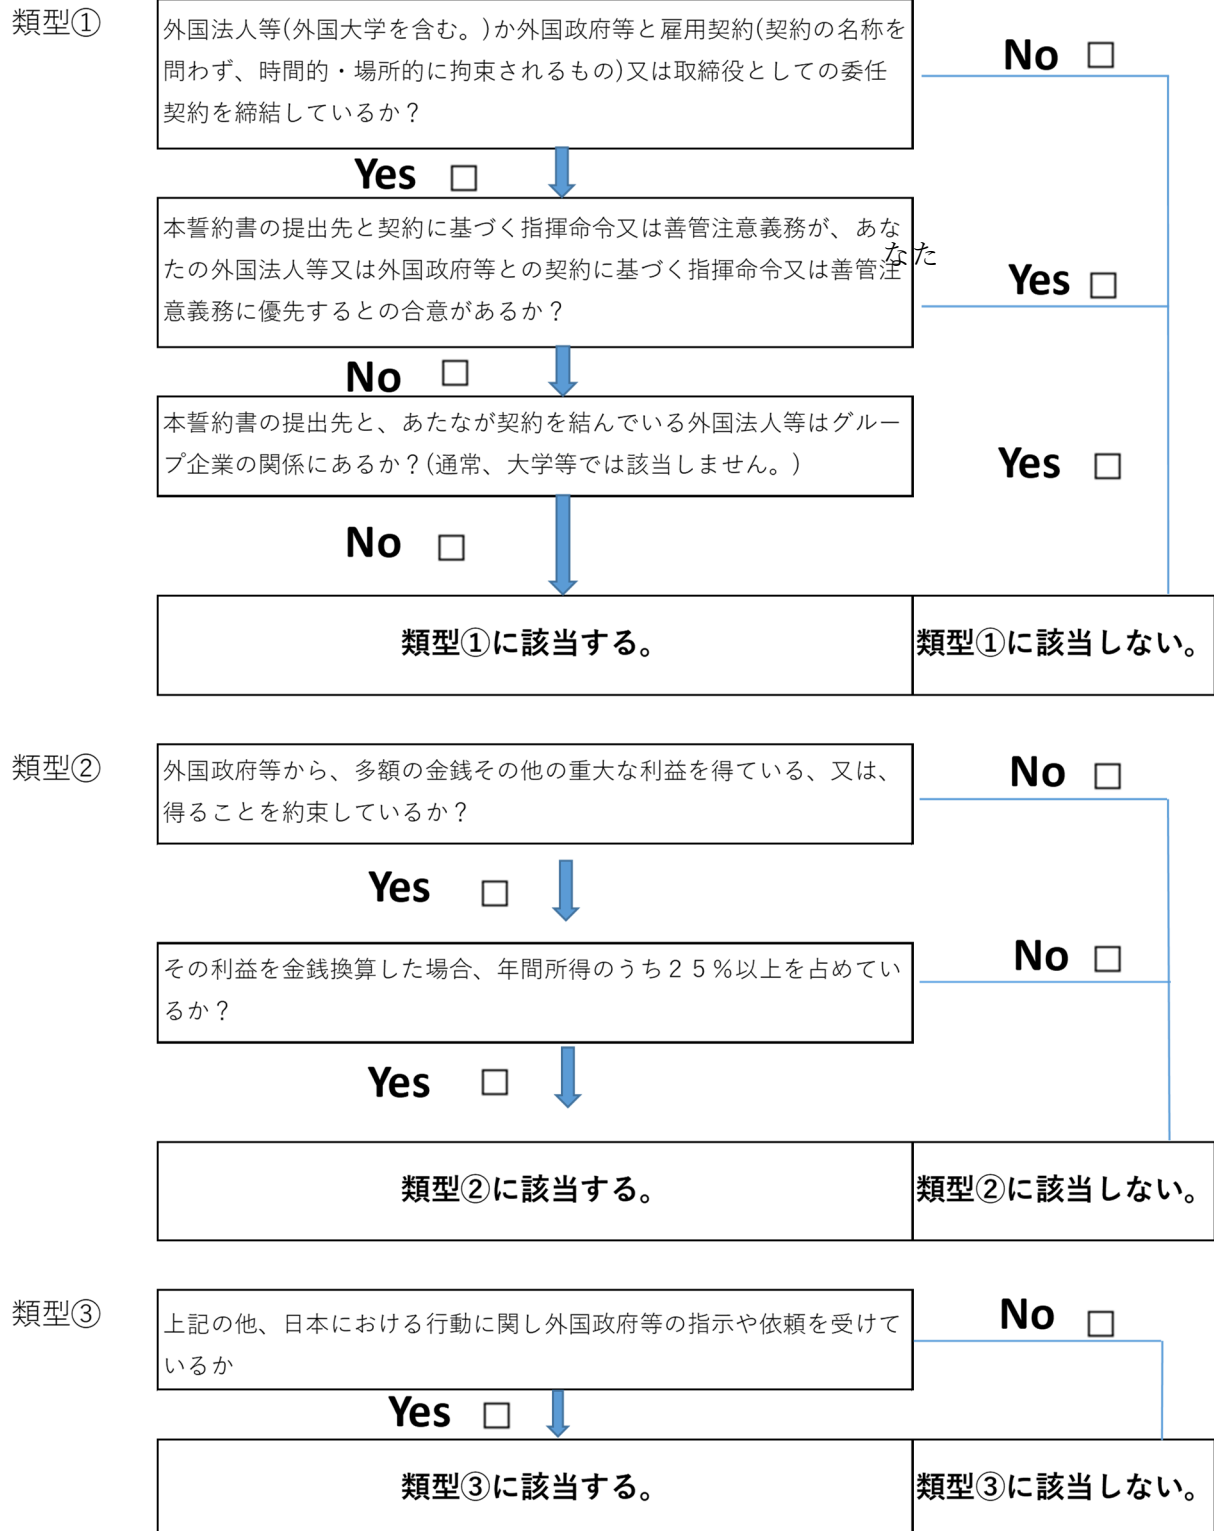 類型①
外国法人等(外国大学を含む。)か外国政府等と雇用契約(契約の名称を
問わず、時間的・場所的に拘束されるもの)又は取締役としての委任
契約を締結しているか？
No □
Yes □
本誓約書の提出先と契約に基づく指揮命令又は善管注意義務が、あな
たの外国法人等又は外国政府等との契約に基づく指揮命令又は善管注
意義務に優先するとの合意があるか？
なた
Yes □
No □
本誓約書の提出先と、あたなが契約を結んでいる外国法人等はグルー
プ企業の関係にあるか？(通常、大学等では該当しません。)
Yes □
No □
類型①に該当する。
類型①に該当しない。
類型②
外国政府等から、多額の金銭その他の重大な利益を得ている、又は、
得ることを約束しているか？
No □
Yes □
その利益を金銭換算した場合、年間所得のうち２５％以上を占めてい
るか？
No □
Yes □
類型②に該当する。
類型②に該当しない。
類型③
上記の他、日本における行動に関し外国政府等の指示や依頼を受けて
いるか
No □
Yes □
類型③に該当する。
類型③に該当しない。